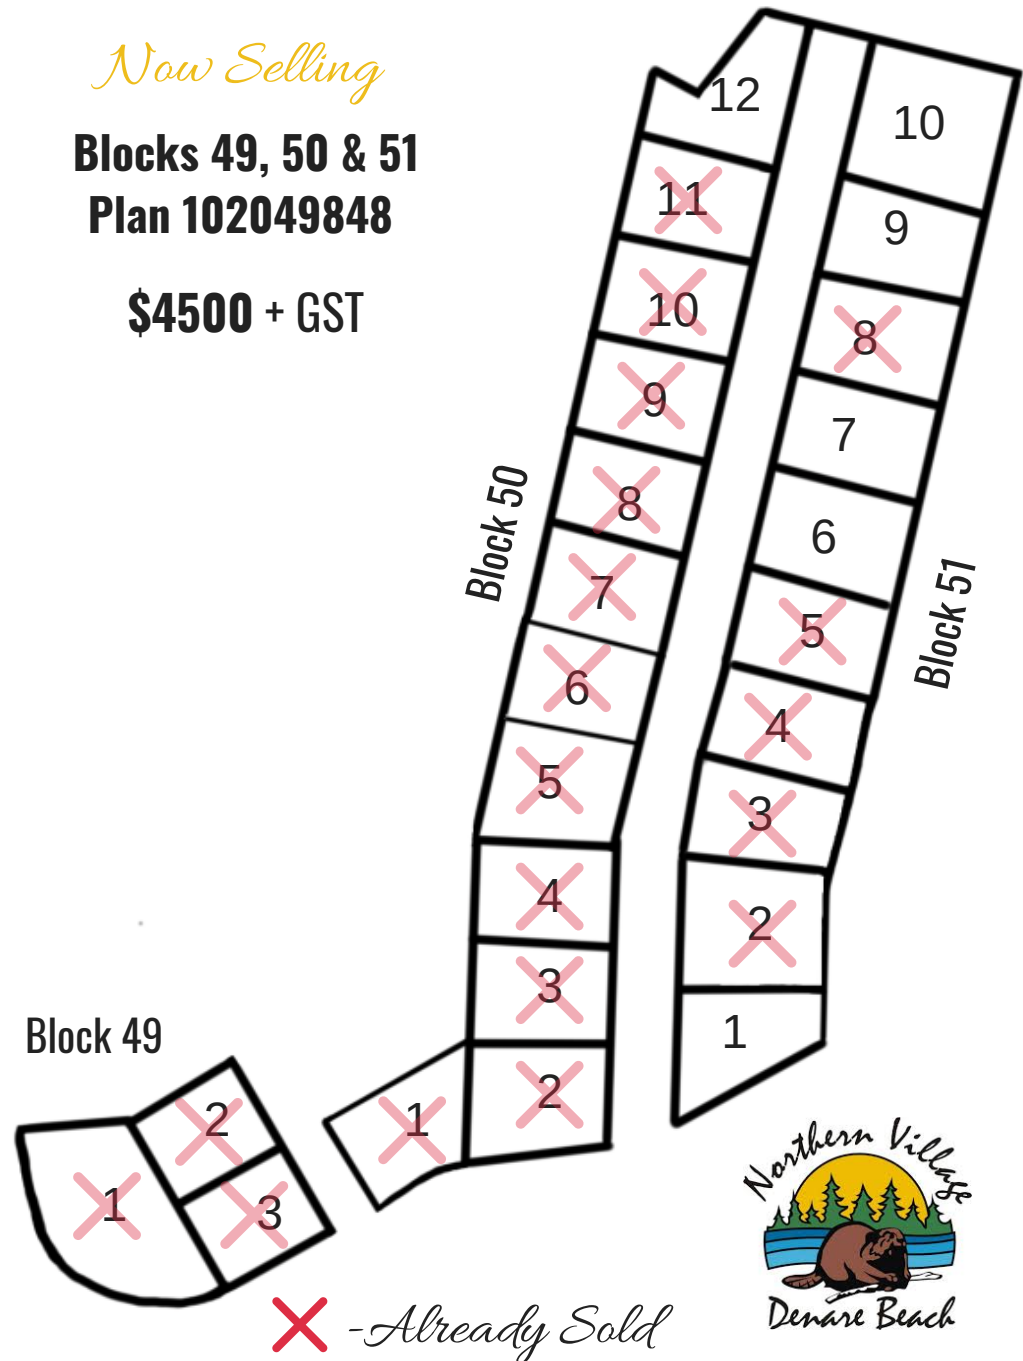 Now Selling
Blocks 49, 50 & 51
Plan 102049848
$4500 + GST
12
11
10
9
8
7
6
5
4
3
2
1
Block 50
10
9
8
7
6
5
4
3
2
1
Block 51
Block 49
2
1
3
-Already Sold
Northern Village
Denare Beach